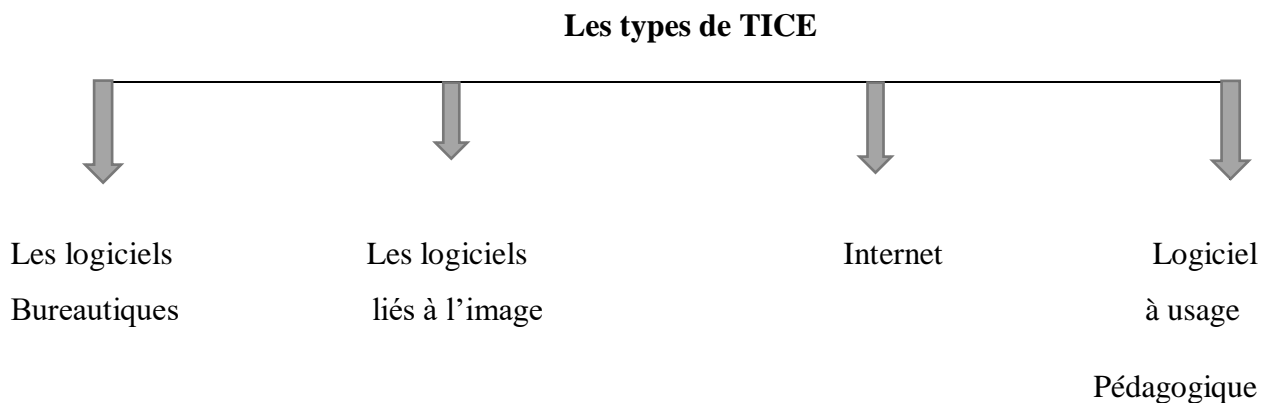 Les types de TICE
Les logiciels Les logiciels Internet Logiciel
Bureautiques liés à l’image à usage
Pédagogique